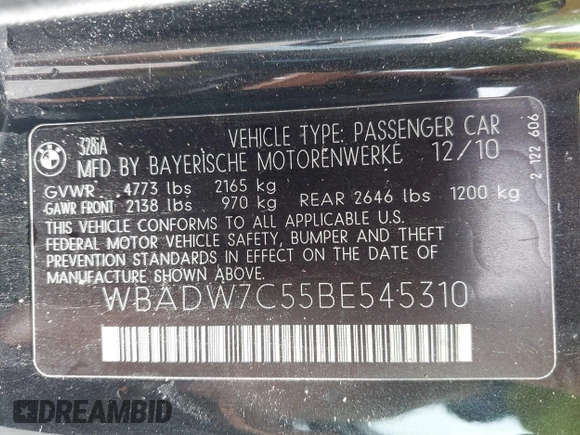 BMW
328iA
VEHICLE TYPE: PASSENGER CAR
MFD BY BAYERISCHE MOTORENWERKE 12/10
GVWR 4773 lbs 2165 kg
GAWR FRONT 2138 lbs 970 kg REAR 2646 lbs 1200 kg
THIS VEHICLE CONFORMS TO ALL APPLICABLE U.S.
FEDERAL MOTOR VEHICLE SAFETY, BUMPER AND THEFT
PREVENTION STANDARDS IN EFFECT ON THE DATE OF
MANUFACTURE SHOWN ABOVE.
WBADW7C55BE545310
2 122 606
DREAMBID